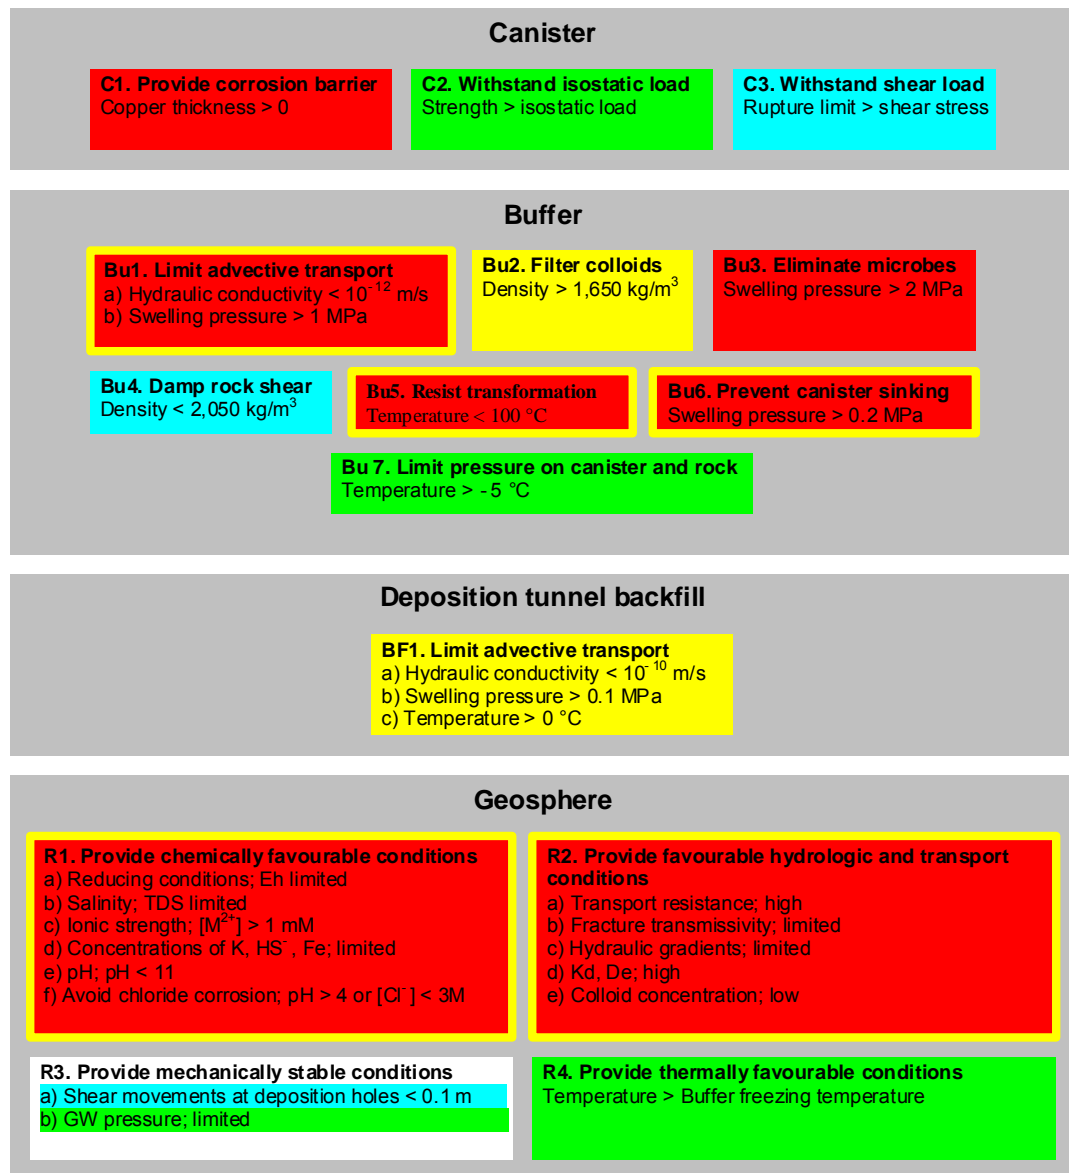 Canister
C1. Provide corrosion barrier
Copper thickness > 0
C2. Withstand isostatic load
Strength > isostatic load
C3. Withstand shear load
Rupture limit > shear stress
Buffer
Bu1. Limit advective transport
a) Hydraulic conductivity < 10⁻¹² m/s
b) Swelling pressure > 1 MPa
Bu2. Filter colloids
Density > 1,650 kg/m³
Bu3. Eliminate microbes
Swelling pressure > 2 MPa
Bu4. Damp rock shear
Density < 2,050 kg/m³
Bu5. Resist transformation
Temperature < 100 °C
Bu6. Prevent canister sinking
Swelling pressure > 0.2 MPa
Bu 7. Limit pressure on canister and rock
Temperature > - 5 °C
Deposition tunnel backfill
BF1. Limit advective transport
a) Hydraulic conductivity < 10⁻¹⁰ m/s
b) Swelling pressure > 0.1 MPa
c) Temperature > 0 °C
Geosphere
R1. Provide chemically favourable conditions
a) Reducing conditions; Eh limited
b) Salinity; TDS limited
c) Ionic strength; [M²⁺] > 1 mM
d) Concentrations of K, HS⁻, Fe; limited
e) pH; pH < 11
f) Avoid chloride corrosion; pH > 4 or [Cl⁻] < 3M
R2. Provide favourable hydrologic and transport
conditions
a) Transport resistance; high
b) Fracture transmissivity; limited
c) Hydraulic gradients; limited
d) Kd, De; high
e) Colloid concentration; low
R3. Provide mechanically stable conditions
a) Shear movements at deposition holes < 0.1 m
b) GW pressure; limited
R4. Provide thermally favourable conditions
Temperature > Buffer freezing temperature